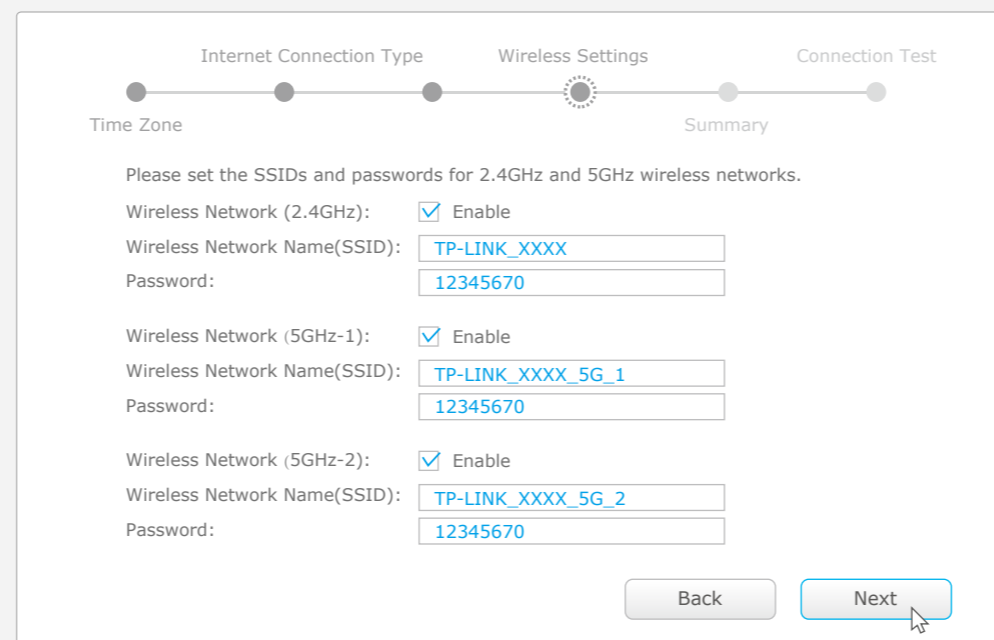 Internet Connection Type Wireless Settings Connection Test
Time Zone Summary
Please set the SSIDs and passwords for 2.4GHz and 5GHz wireless networks.
Wireless Network (2.4GHz): Enable
Wireless Network Name(SSID): TP-LINK_XXXX
Password: 12345670
Wireless Network (5GHz-1): Enable
Wireless Network Name(SSID): TP-LINK_XXXX_5G_1
Password: 12345670
Wireless Network (5GHz-2): Enable
Wireless Network Name(SSID): TP-LINK_XXXX_5G_2
Password: 12345670
Back Next